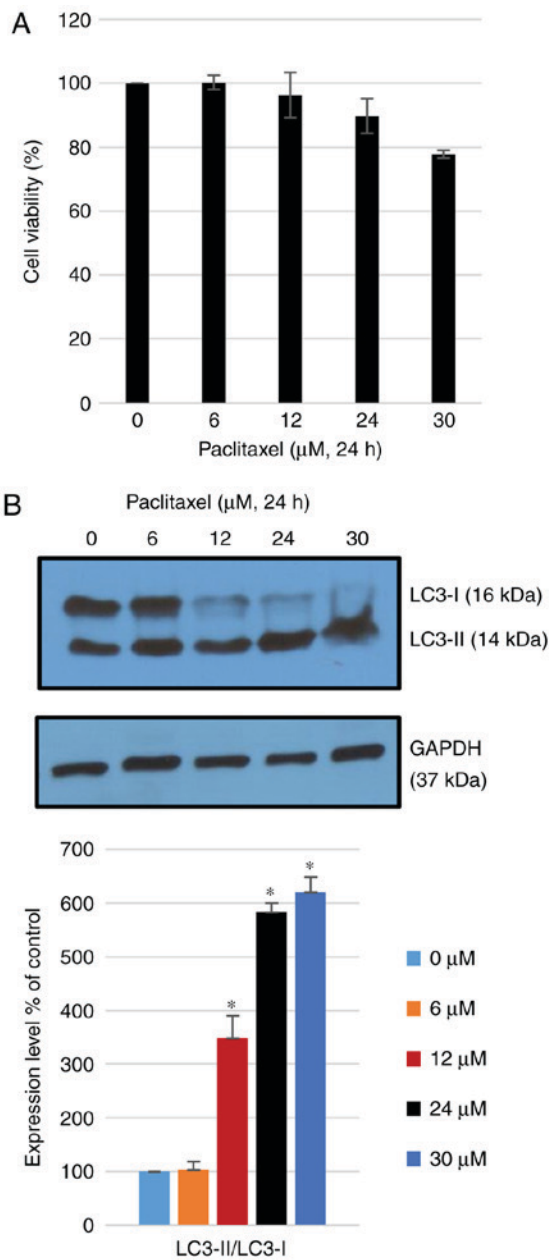 A
120
100
80
60
40
20
0
Cell viability (%)
0 6 12 24 30
Paclitaxel (μM, 24 h)
B
Paclitaxel (μM, 24 h)
0 6 12 24 30
LC3-I (16 kDa)
LC3-II (14 kDa)
GAPDH
(37 kDa)
700
600
500
400
300
200
100
0
Expression level % of control
*
*
*
LC3-II/LC3-I
0 μM
6 μM
12 μM
24 μM
30 μM